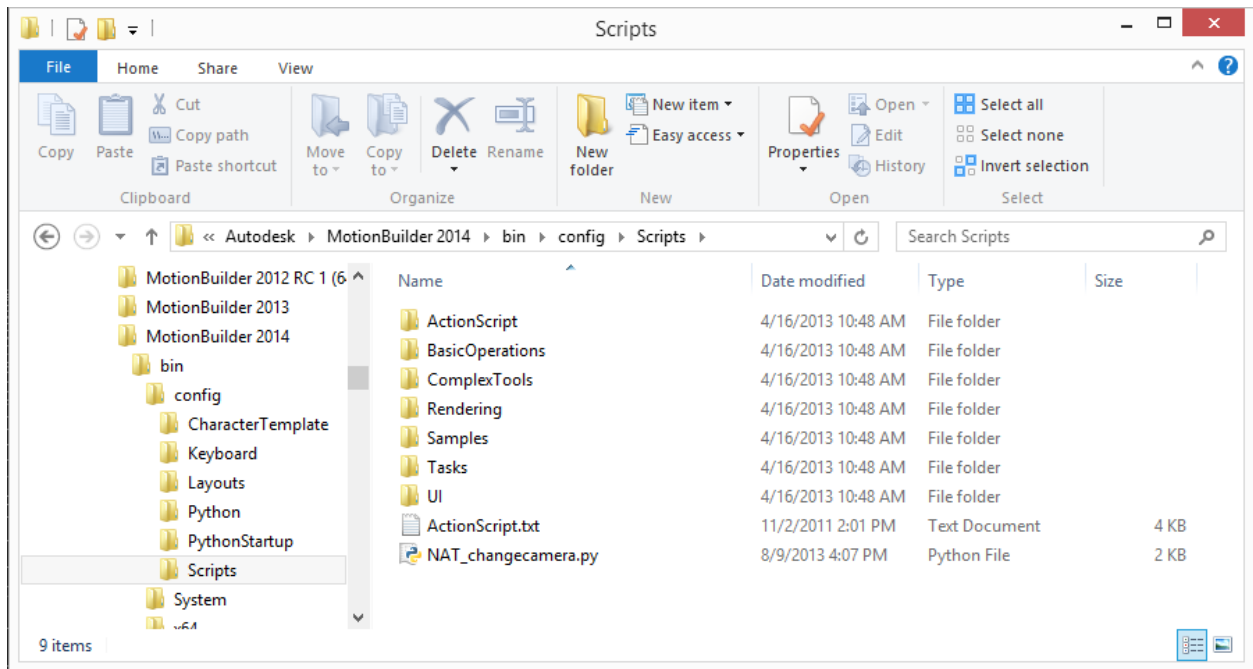 Scripts
File Home Share View
Copy
Paste
Cut
Copy path
Paste shortcut
Clipboard
Move to
Copy to
Delete
Rename
Organize
New folder
New item
Easy access
New
Properties
Open
Edit
History
Open
Select all
Select none
Invert selection
Select
« Autodesk MotionBuilder 2014 bin config Scripts
Search Scripts
MotionBuilder 2012 RC 1 (6
MotionBuilder 2013
MotionBuilder 2014
bin
config
CharacterTemplate
Keyboard
Layouts
Python
PythonStartup
Scripts
System
x64
Name Date modified Type Size
ActionScript 4/16/2013 10:48 AM File folder
BasicOperations 4/16/2013 10:48 AM File folder
ComplexTools 4/16/2013 10:48 AM File folder
Rendering 4/16/2013 10:48 AM File folder
Samples 4/16/2013 10:48 AM File folder
Tasks 4/16/2013 10:48 AM File folder
UI 4/16/2013 10:48 AM File folder
ActionScript.txt 11/2/2011 2:01 PM Text Document 4 KB
NAT_changecamera.py 8/9/2013 4:07 PM Python File 2 KB
9 items